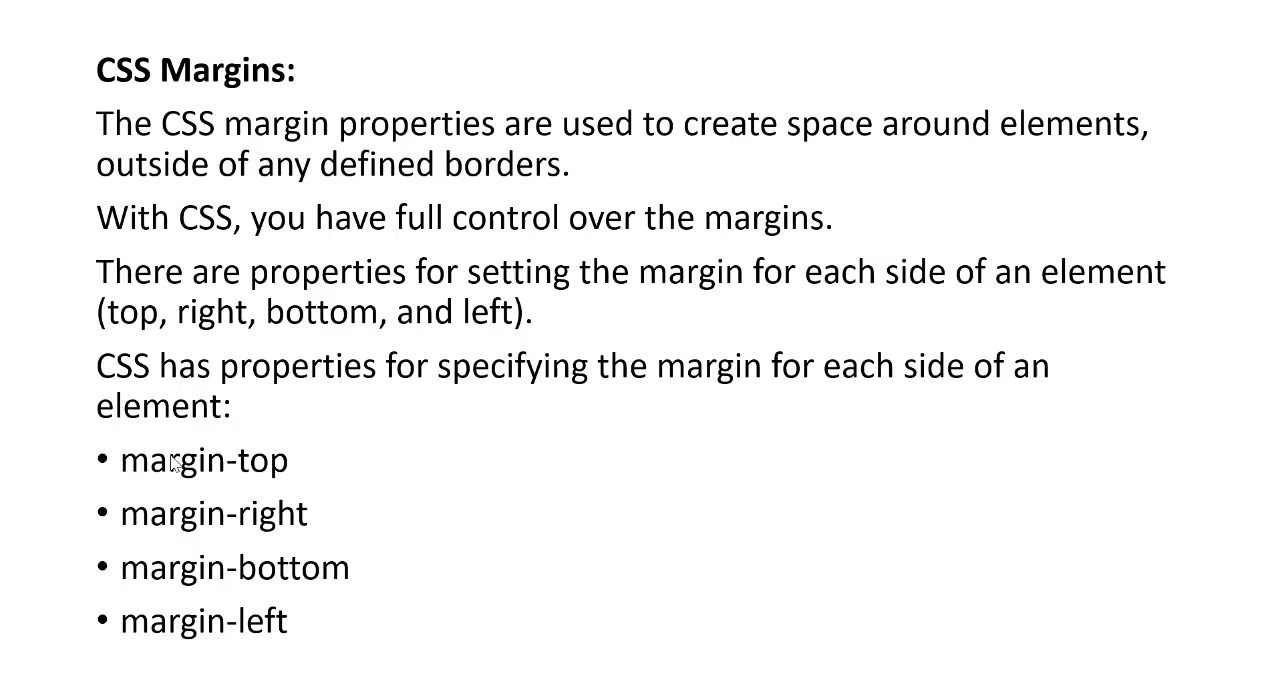 CSS Margins:
The CSS margin properties are used to create space around elements,
outside of any defined borders.
With CSS, you have full control over the margins.
There are properties for setting the margin for each side of an element
(top, right, bottom, and left).
CSS has properties for specifying the margin for each side of an
element:
• margin-top
• margin-right
• margin-bottom
• margin-left